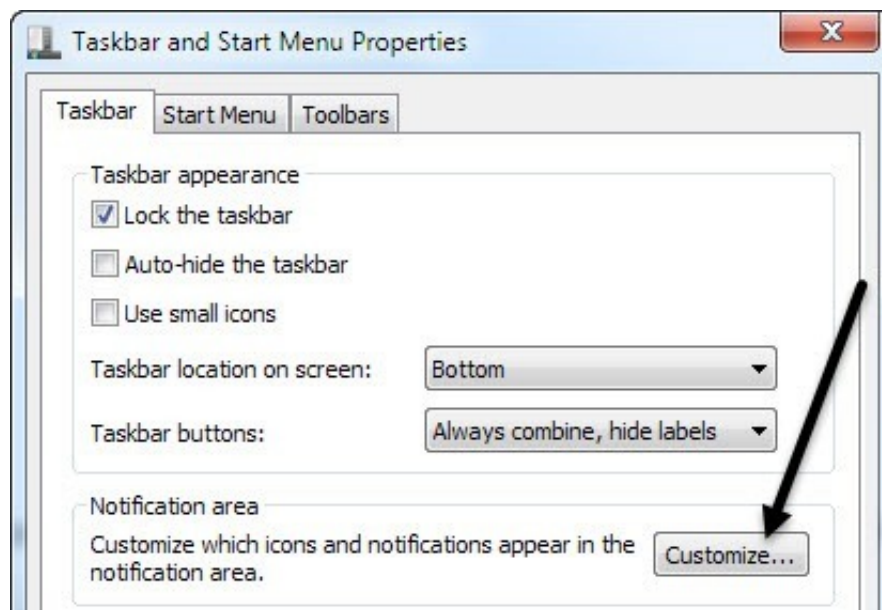 Taskbar and Start Menu Properties
Taskbar Start Menu Toolbars
Taskbar appearance
Lock the taskbar
Auto-hide the taskbar
Use small icons
Taskbar location on screen: Bottom
Taskbar buttons: Always combine, hide labels
Notification area
Customize which icons and notifications appear in the
notification area.
Customize...